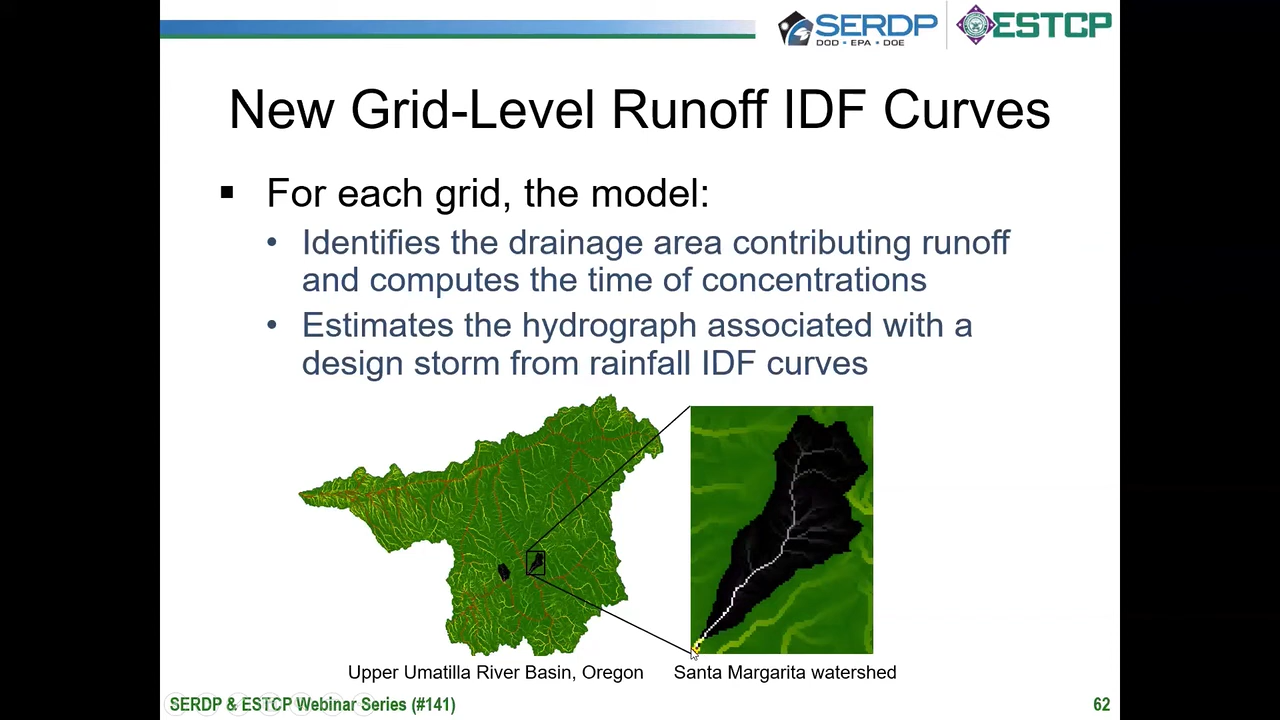 SERDP
DOD • EPA • DOE
ESTCP
New Grid-Level Runoff IDF Curves
▪ For each grid, the model:
• Identifies the drainage area contributing runoff
and computes the time of concentrations
• Estimates the hydrograph associated with a
design storm from rainfall IDF curves
Upper Umatilla River Basin, Oregon
Santa Margarita watershed
SERDP & ESTCP Webinar Series (#141)
62